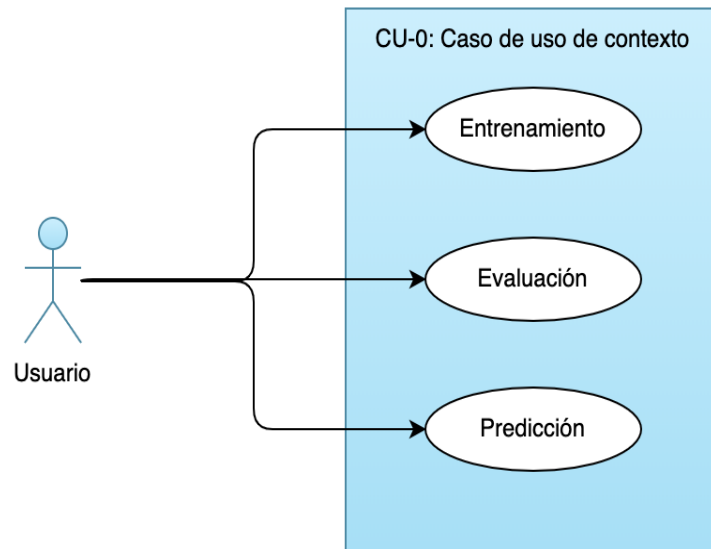 CU-0: Caso de uso de contexto
Entrenamiento
Evaluación
Usuario
Predicción